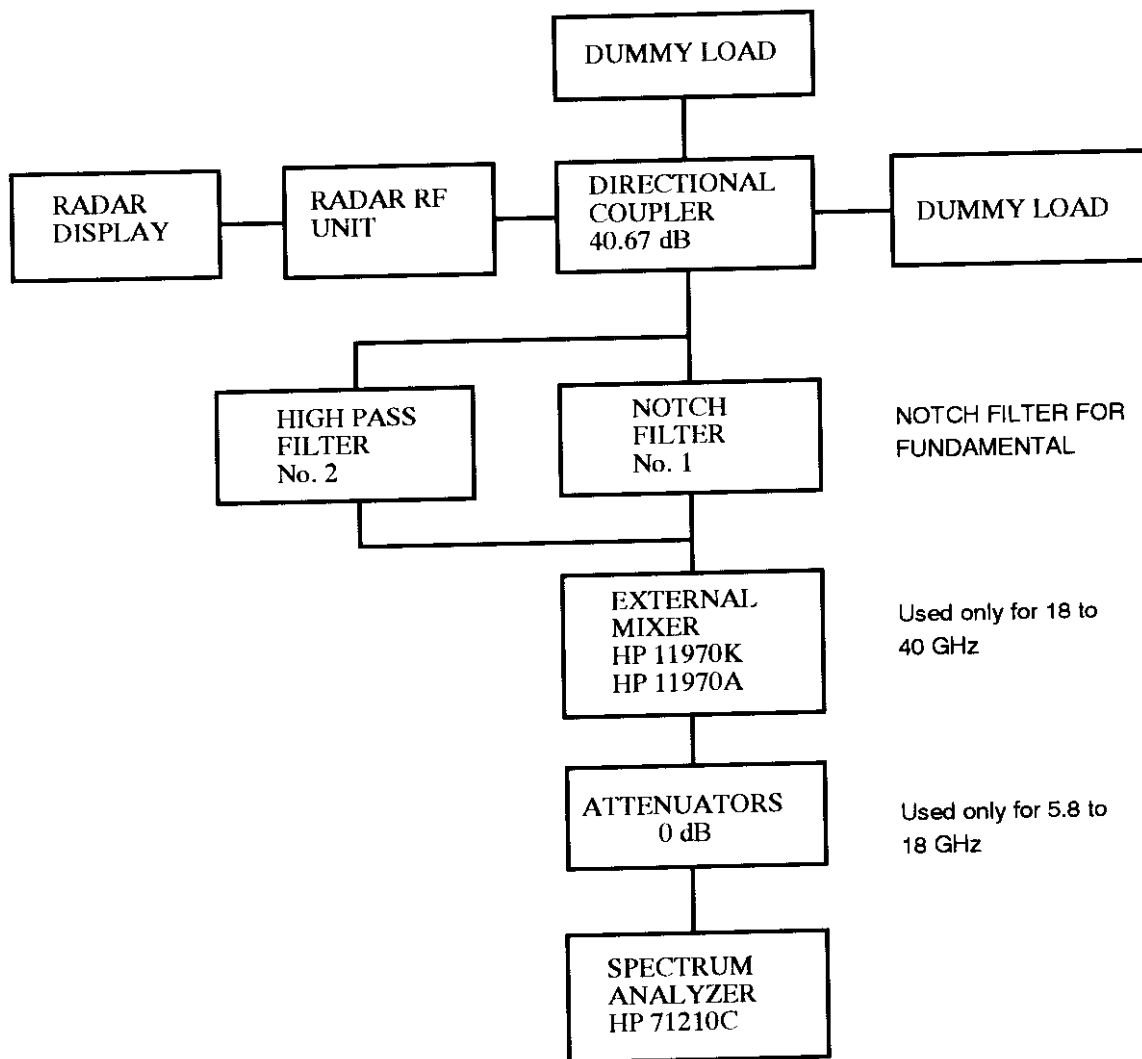 DUMMY LOAD
RADAR
DISPLAY
RADAR RF
UNIT
DIRECTIONAL
COUPLER
40.67 dB
DUMMY LOAD
HIGH PASS
FILTER
No. 2
NOTCH
FILTER
No. 1
NOTCH FILTER FOR
FUNDAMENTAL
EXTERNAL
MIXER
HP 11970K
HP 11970A
Used only for 18 to
40 GHz
ATTENUATORS
0 dB
Used only for 5.8 to
18 GHz
SPECTRUM
ANALYZER
HP 71210C